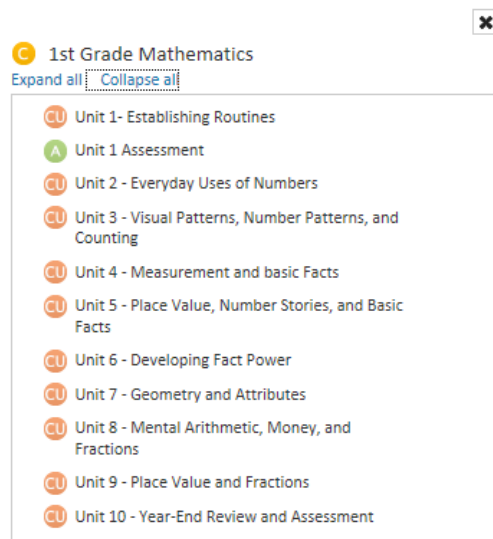 ✖
C 1st Grade Mathematics
Expand all Collapse all
CU Unit 1- Establishing Routines
A Unit 1 Assessment
CU Unit 2 - Everyday Uses of Numbers
CU Unit 3 - Visual Patterns, Number Patterns, and
Counting
CU Unit 4 - Measurement and basic Facts
CU Unit 5 - Place Value, Number Stories, and Basic
Facts
CU Unit 6 - Developing Fact Power
CU Unit 7 - Geometry and Attributes
CU Unit 8 - Mental Arithmetic, Money, and
Fractions
CU Unit 9 - Place Value and Fractions
CU Unit 10 - Year-End Review and Assessment